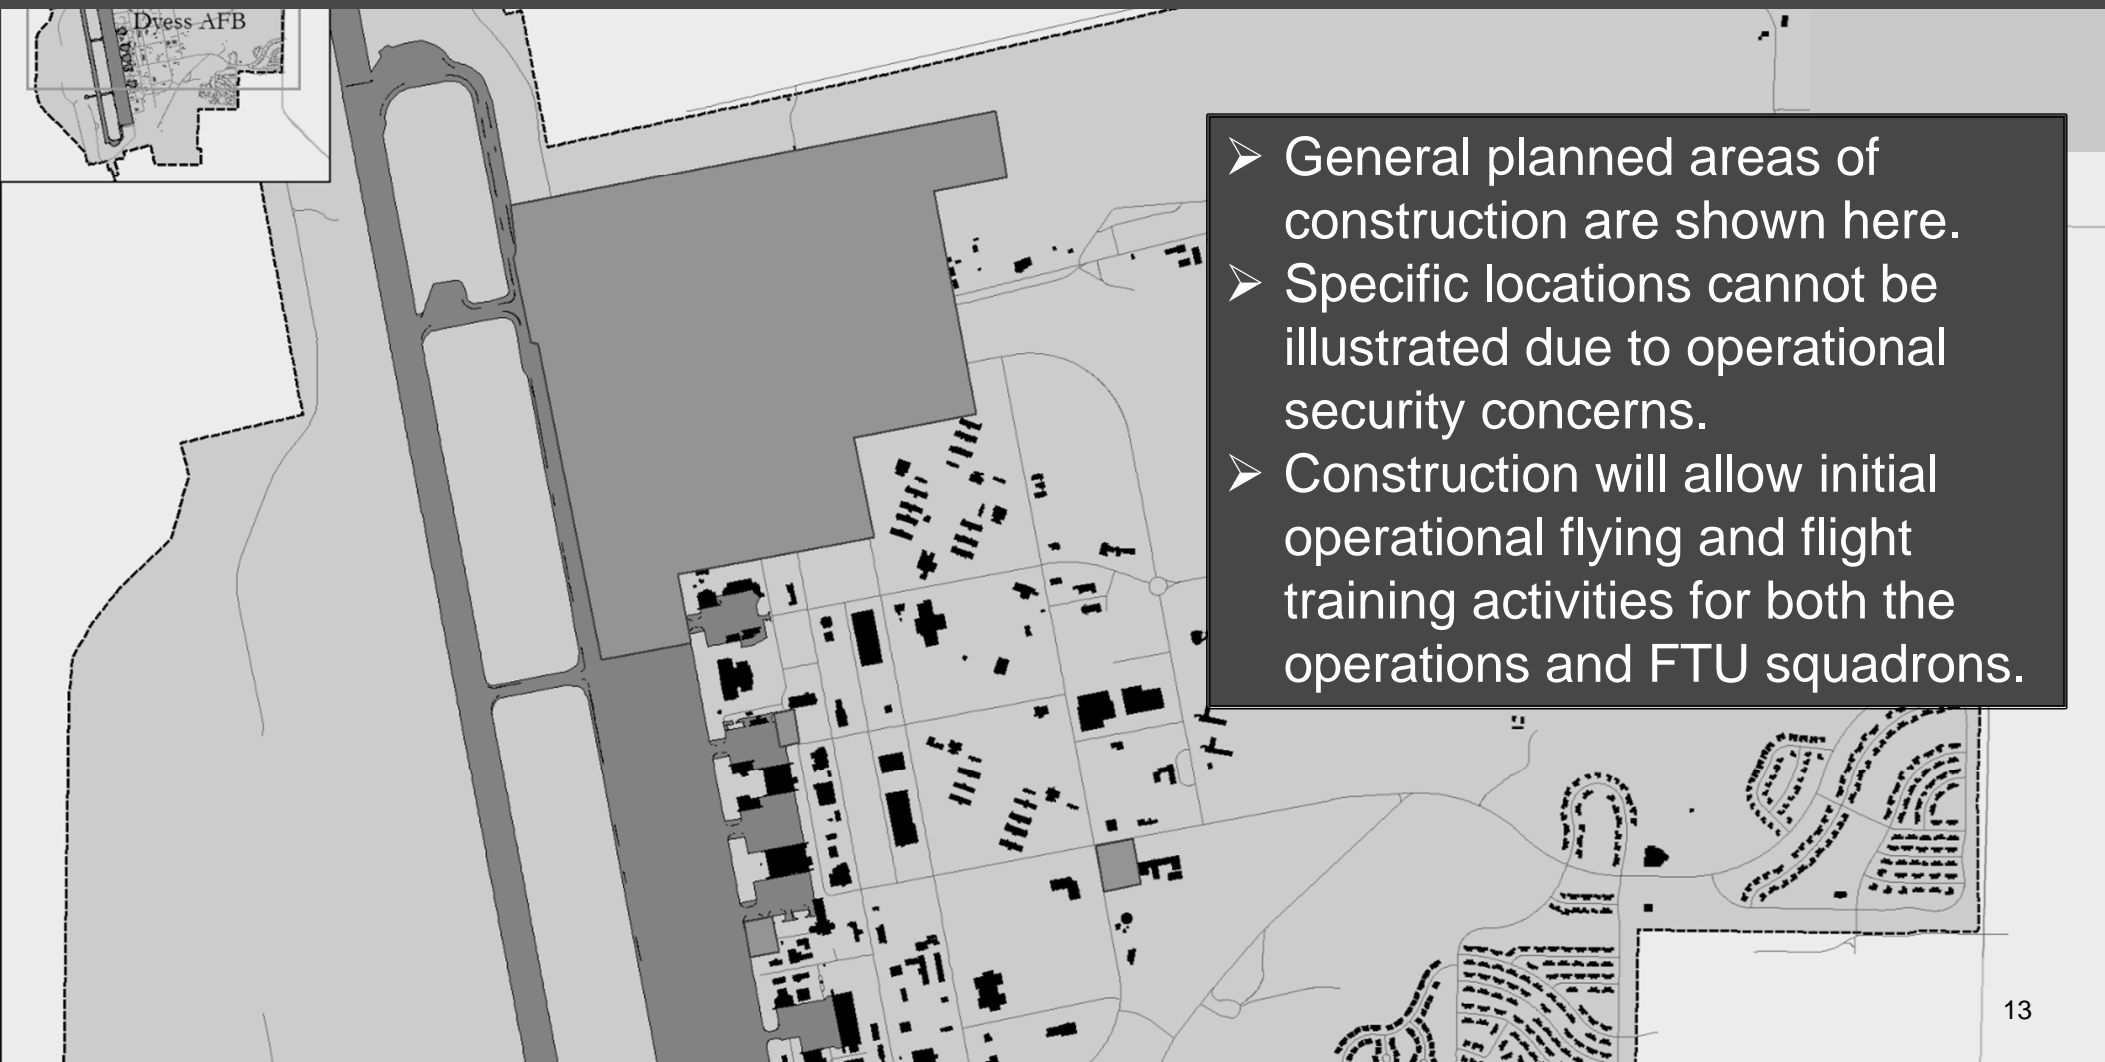 Dyess AFB
➢ General planned areas of
construction are shown here.
➢ Specific locations cannot be
illustrated due to operational
security concerns.
➢ Construction will allow initial
operational flying and flight
training activities for both the
operations and FTU squadrons.
13